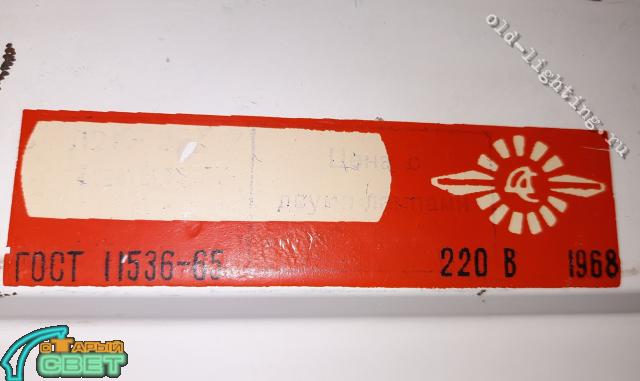 old-lighting.ru
Цена с
двумя лампами
ГОСТ 11536-65 220 В 1968
сТарый
СВЕТ